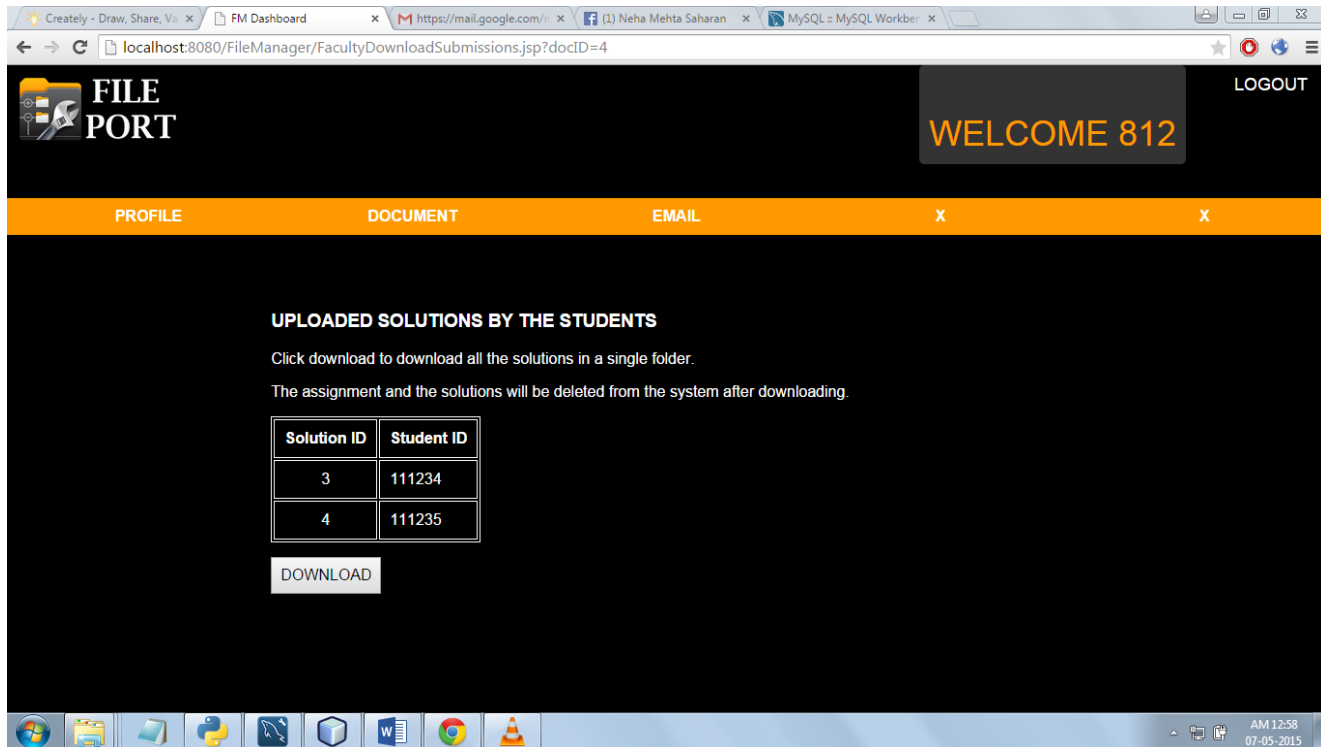 Creately - Draw, Share, Va
FM Dashboard
https://mail.google.com/
(1) Neha Mehta Saharan
MySQL :: MySQL Workber
localhost:8080/FileManager/FacultyDownloadSubmissions.jsp?docID=4
FILE
PORT
WELCOME 812
LOGOUT
PROFILE DOCUMENT EMAIL X X
UPLOADED SOLUTIONS BY THE STUDENTS
Click download to download all the solutions in a single folder.
The assignment and the solutions will be deleted from the system after downloading.
Solution ID Student ID
3 111234
4 111235
DOWNLOAD
AM 12:58
07-05-2015